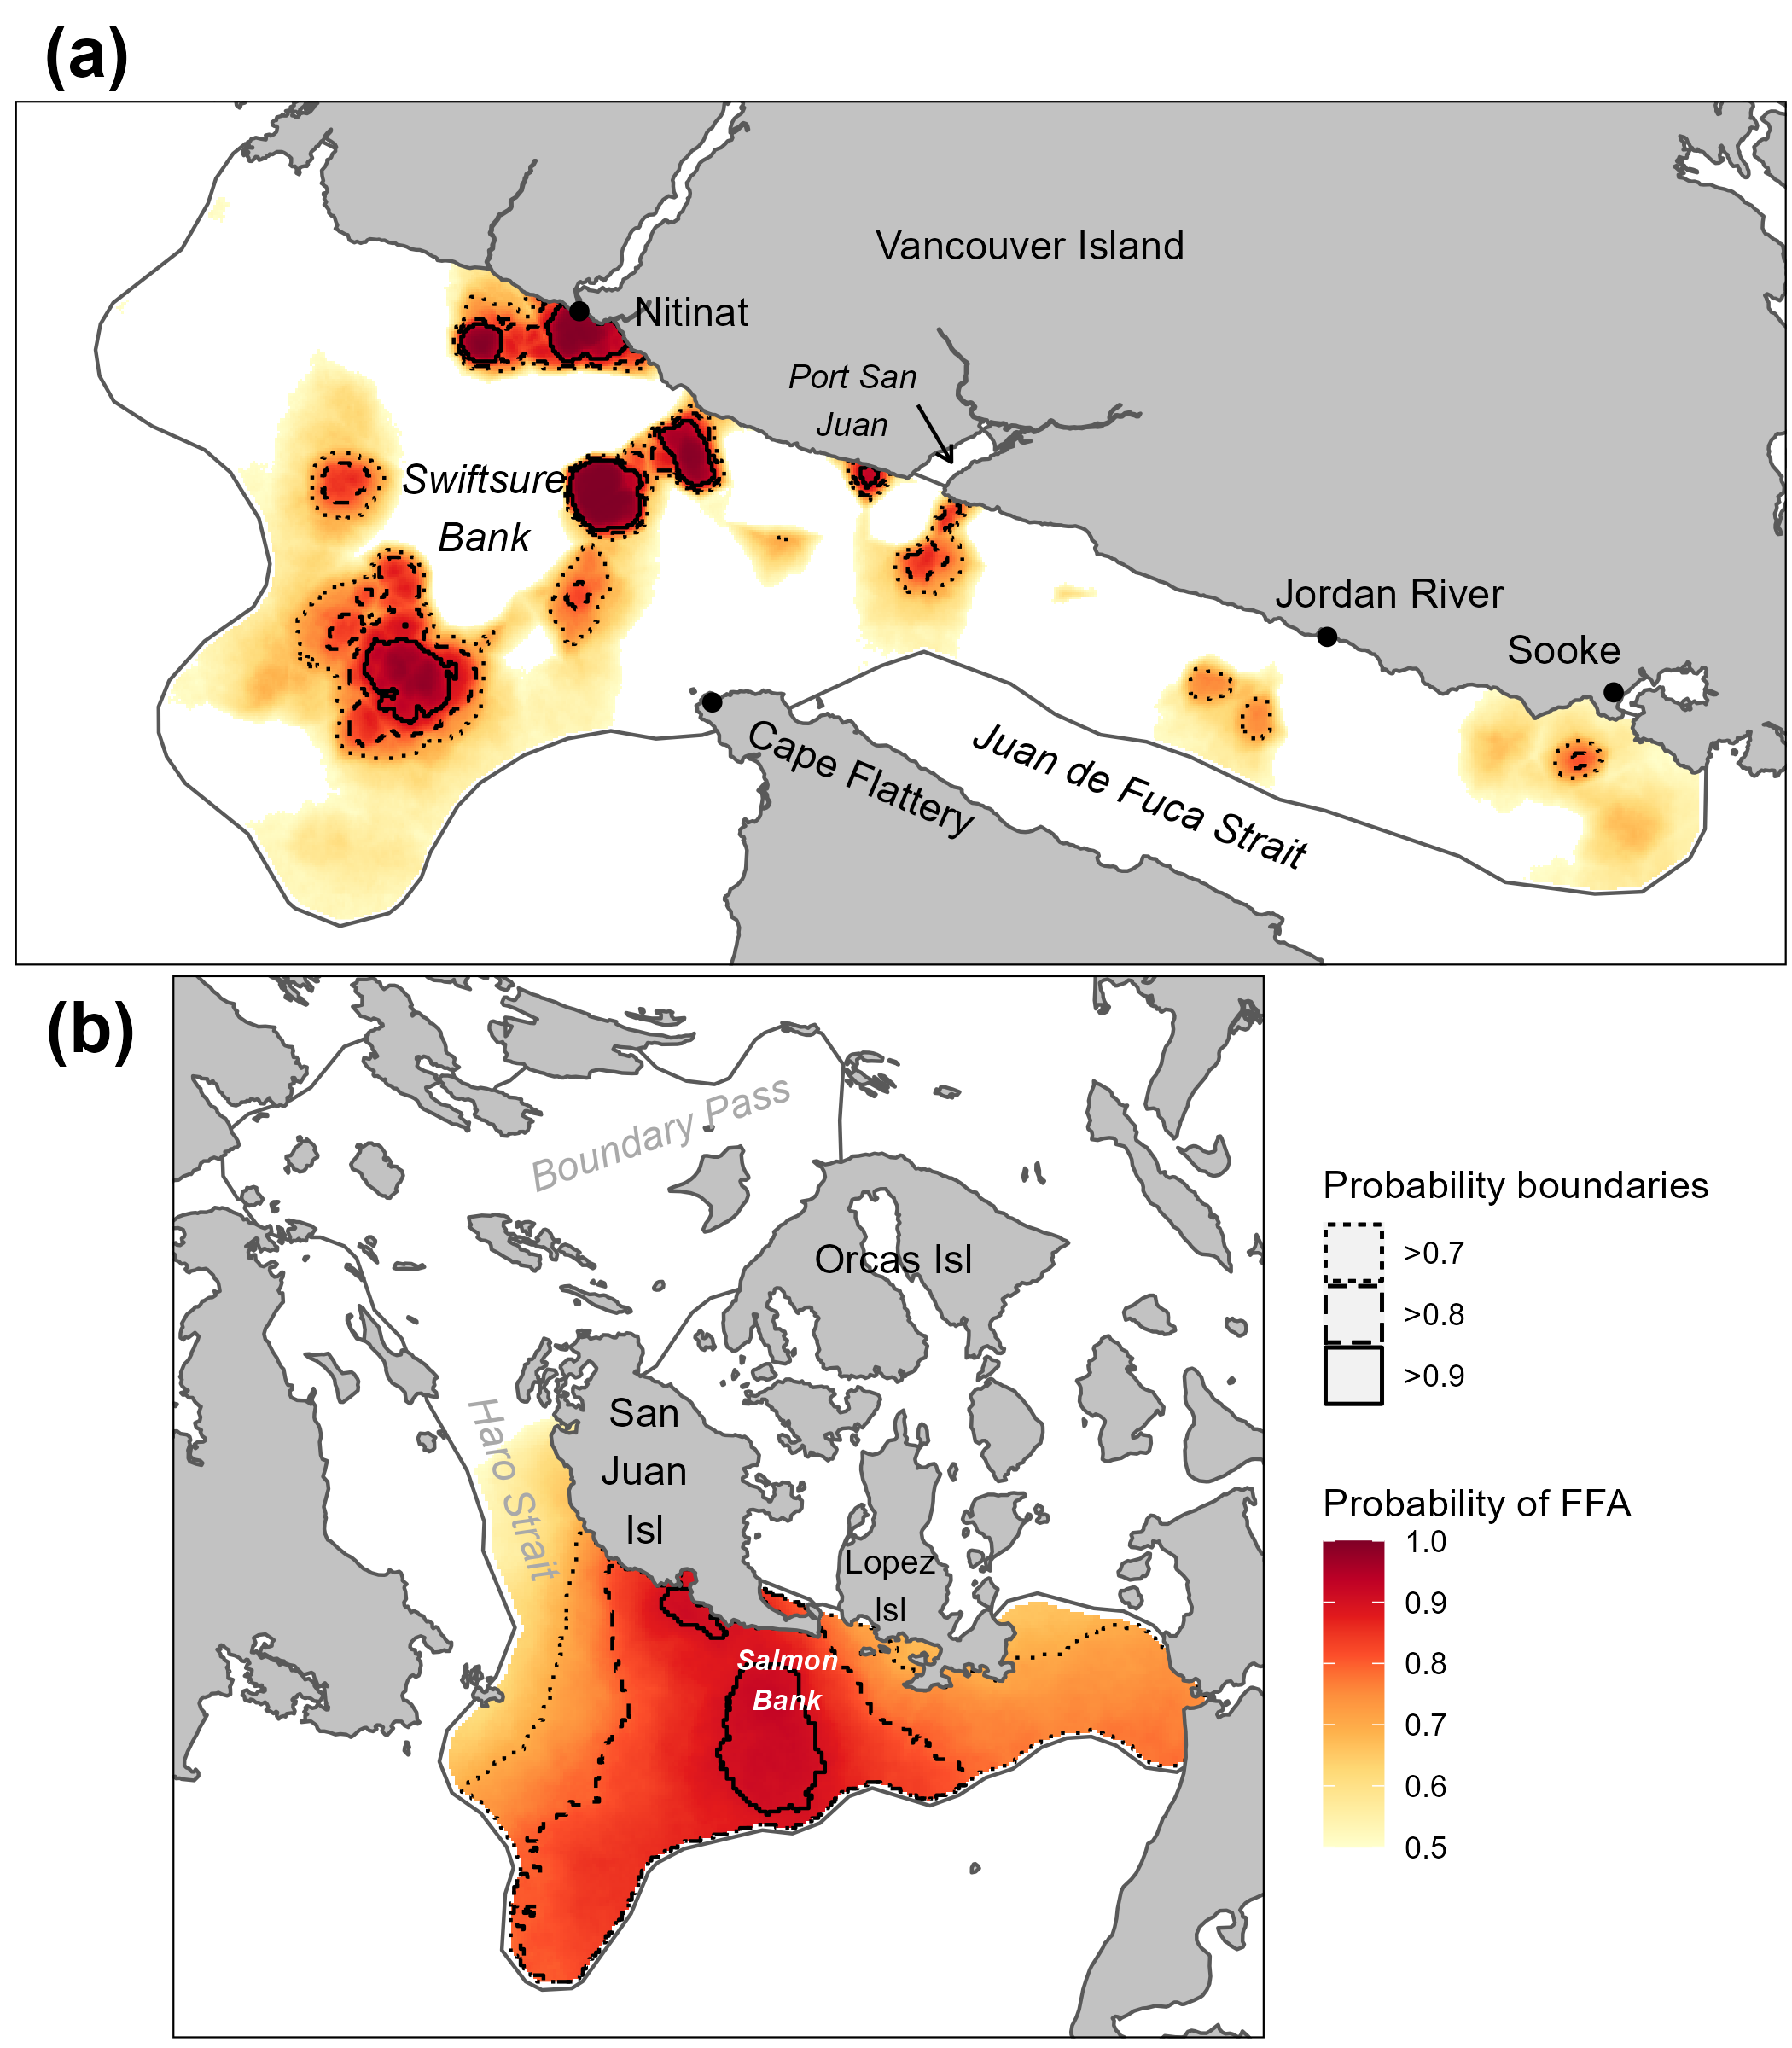 (a)
Vancouver Island
Nitinat
Port San
Juan
Swiftsure
Bank
Jordan River
Sooke
Cape Flattery
Juan de Fuca Strait
(b)
Boundary Pass
Orcas Isl
Haro Strait
San
Juan
Isl
Lopez
Isl
Salmon
Bank
Probability boundaries
>0.7
>0.8
>0.9
Probability of FFA
1.0
0.9
0.8
0.7
0.6
0.5